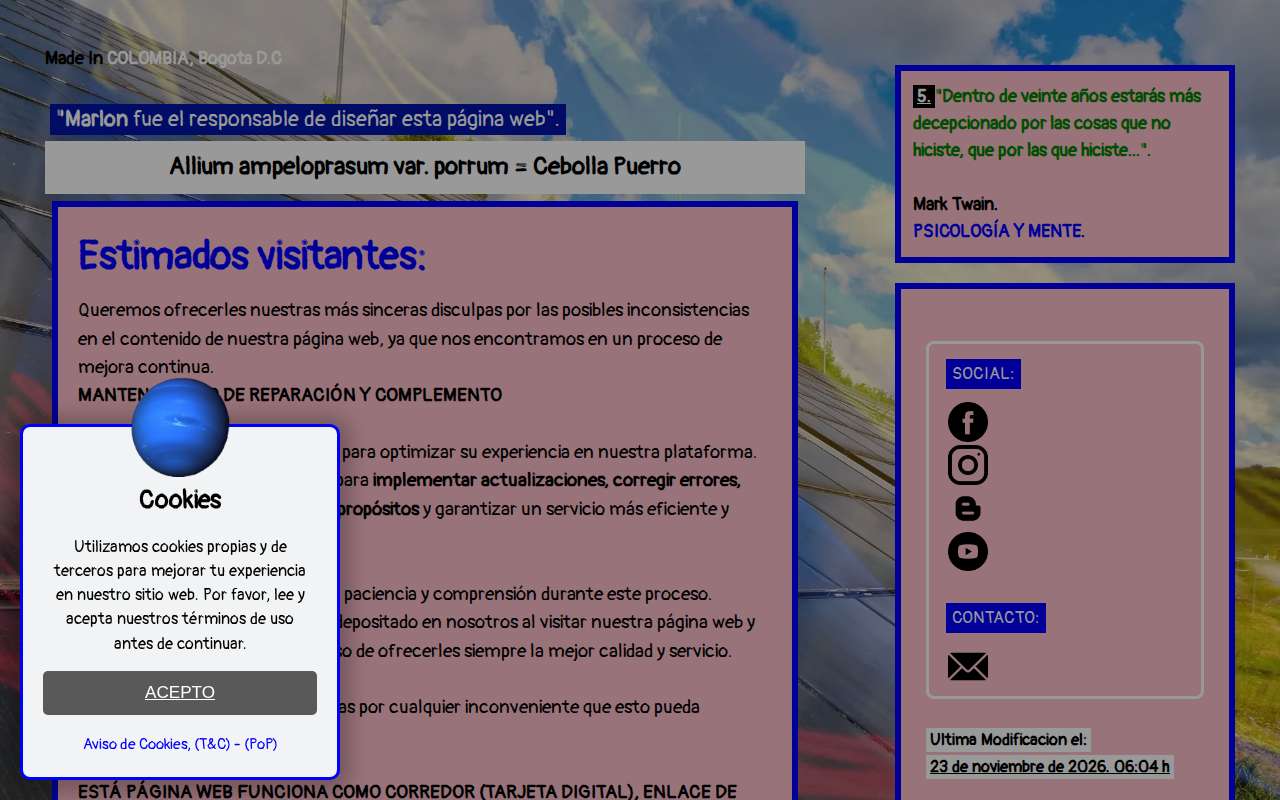 Made In COLOMBIA, Bogota D.C
"Marlon fue el responsable de diseñar esta página web".
Allium ampeloprasum var. porrum = Cebolla Puerro
Estimados visitantes:
Queremos ofrecerles nuestras más sinceras disculpas por las posibles inconsistencias
en el contenido de nuestra página web, ya que nos encontramos en un proceso de
mejora continua.
DE REPARACIÓN Y COMPLEMENTO
para optimizar su experiencia en nuestra plataforma.
para implementar actualizaciones, corregir errores,
propósitos y garantizar un servicio más eficiente y
paciencia y comprensión durante este proceso.
depositado en nosotros al visitar nuestra página web y
de ofrecerles siempre la mejor calidad y servicio.
por cualquier inconveniente que esto pueda
ESTÁ PÁGINA WEB FUNCIONA COMO CORREDOR (TARJETA DIGITAL), ENLACE DE
Cookies
Utilizamos cookies propias y de
terceros para mejorar tu experiencia
en nuestro sitio web. Por favor, lee y
acepta nuestros términos de uso
antes de continuar.
ACEPTO
Aviso de Cookies, (T&C) - (PoP)
5. "Dentro de veinte años estarás más
decepcionado por las cosas que no
hiciste, que por las que hiciste...".
Mark Twain.
PSICOLOGÍA Y MENTE.
SOCIAL:
CONTACTO:
Ultima Modificacion el:
23 de noviembre de 2026. 06:04 h